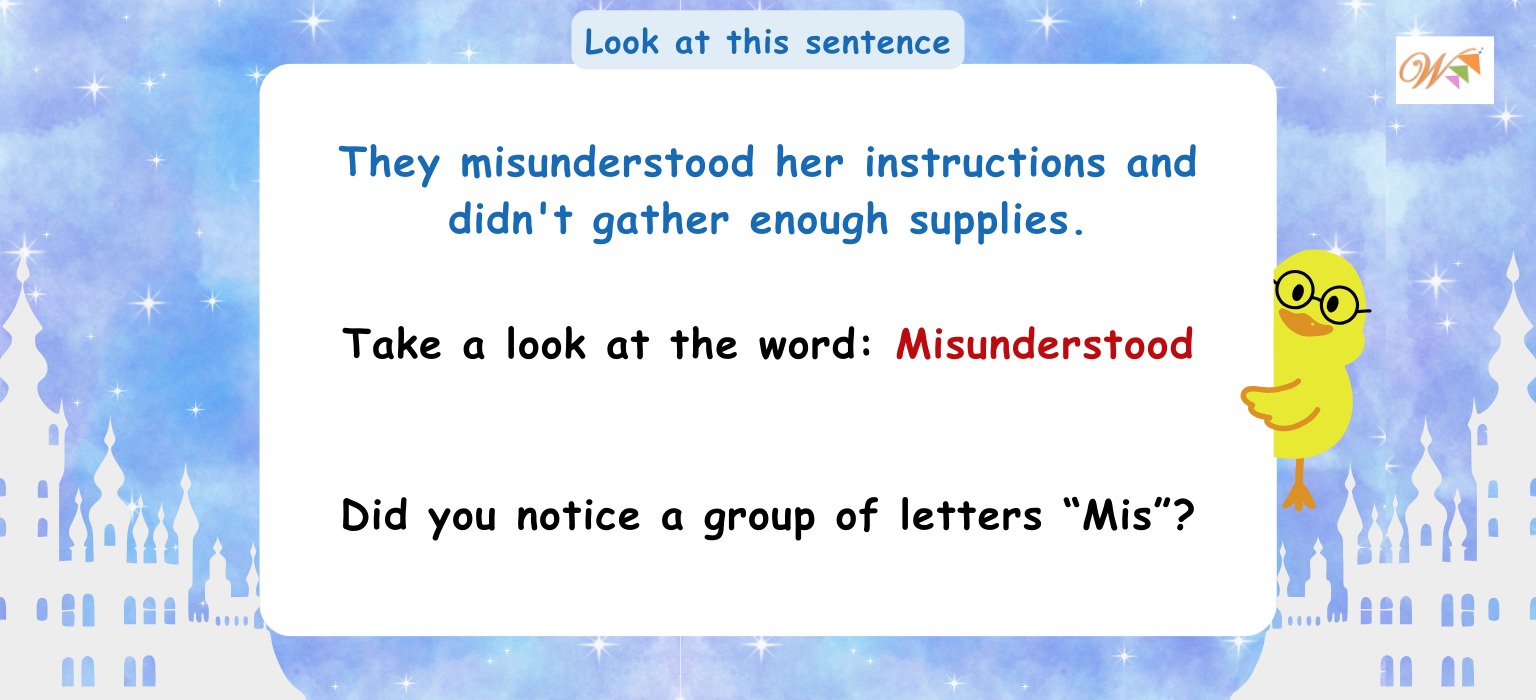 Look at this sentence
W
They misunderstood her instructions and
didn't gather enough supplies.
Take a look at the word: Misunderstood
Did you notice a group of letters “Mis”?